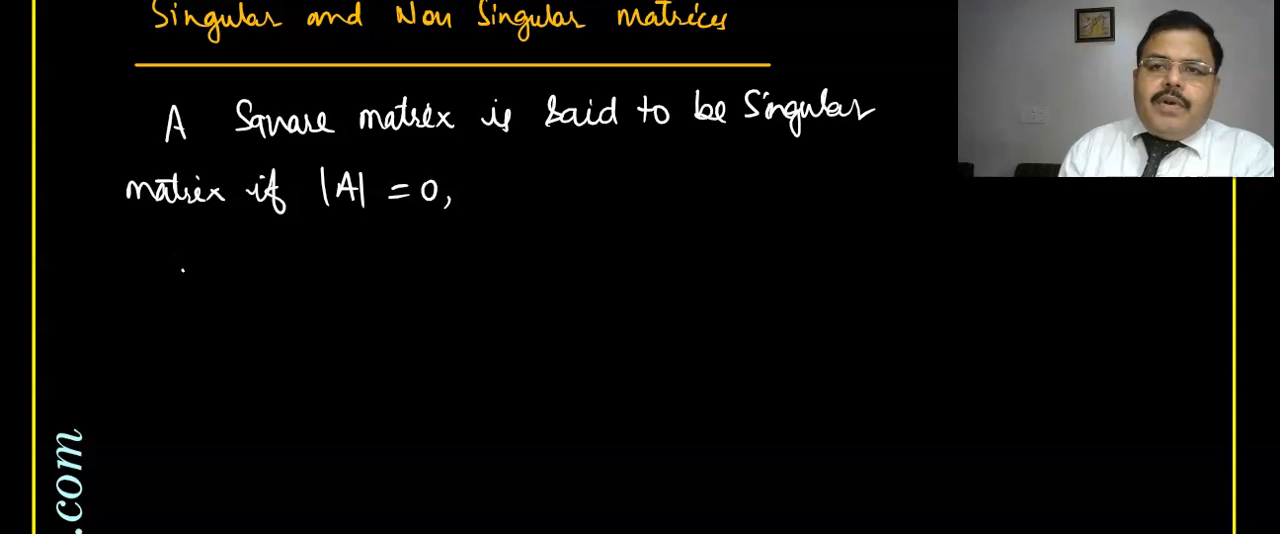 Singular and Non Singular matrices
A Square matrix is said to be Singular
matrix if |A| = 0,
.com